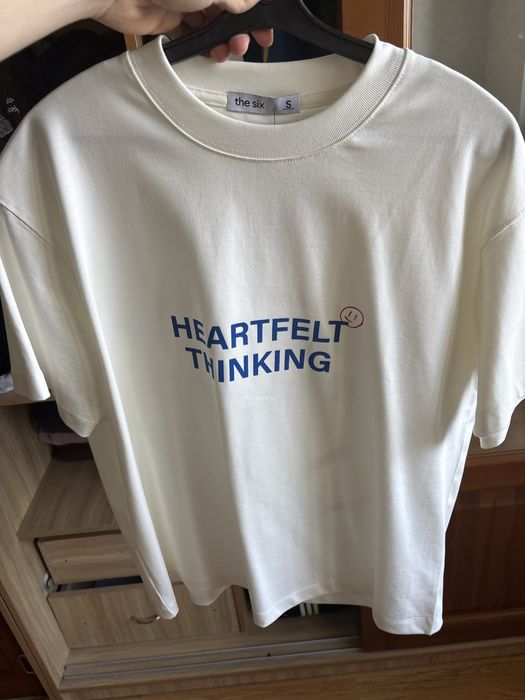 the six
S
HEARTFELT
THINKING